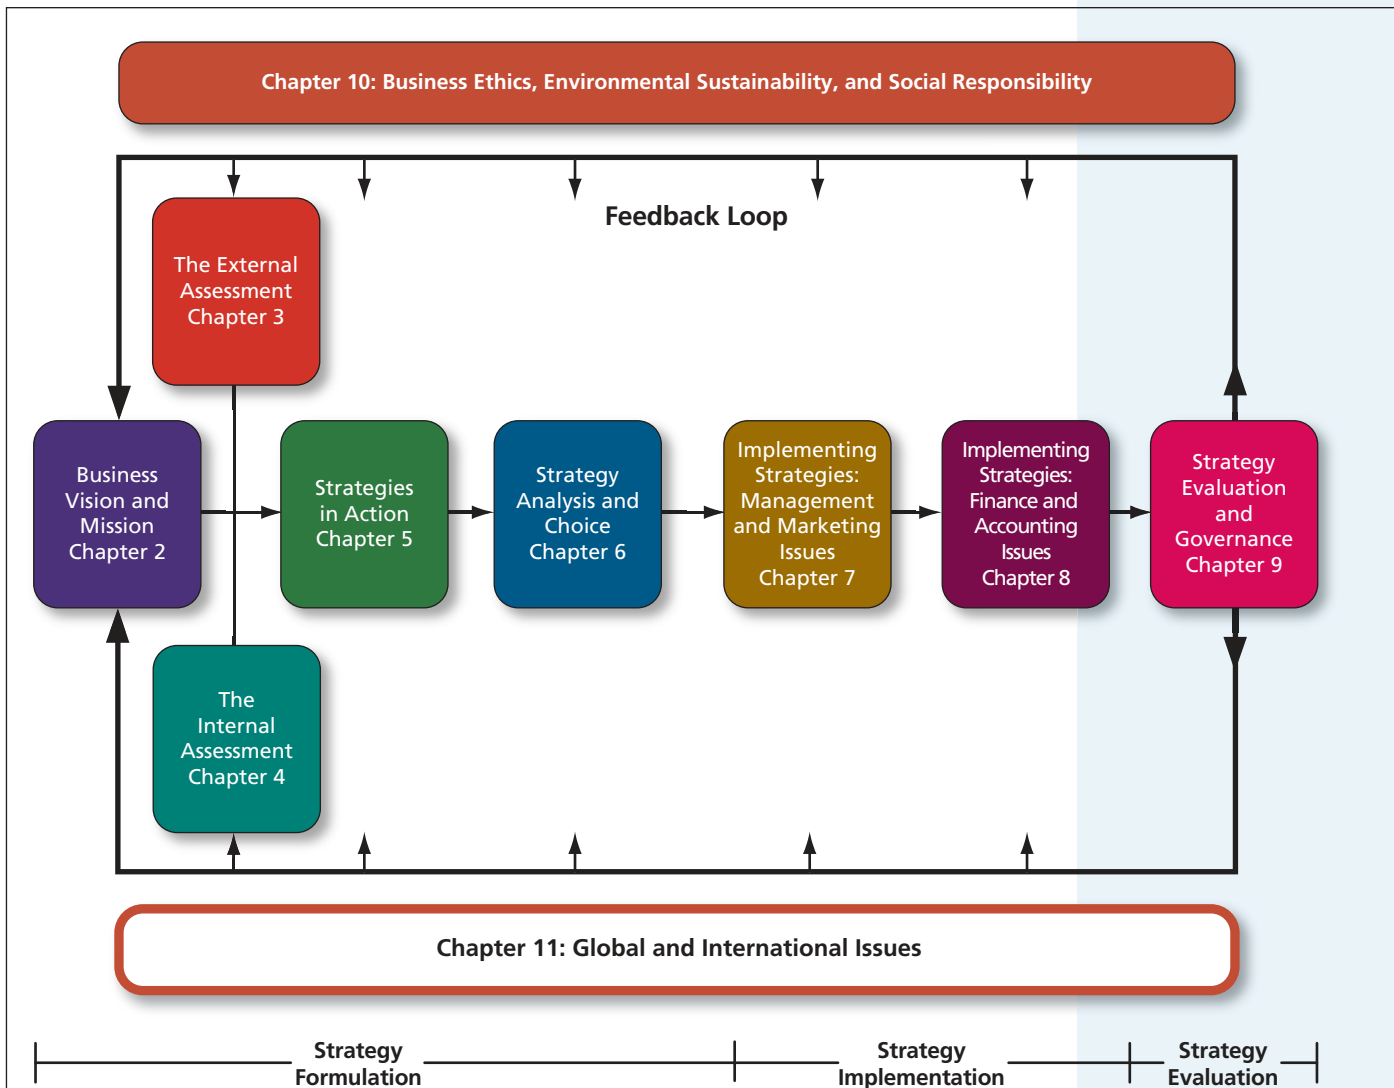 Chapter 10: Business Ethics, Environmental Sustainability, and Social Responsibility
Feedback Loop
The External
Assessment
Chapter 3
Business
Vision and
Mission
Chapter 2
Strategies
in Action
Chapter 5
Strategy
Analysis and
Choice
Chapter 6
Implementing
Strategies:
Management
and Marketing
Issues
Chapter 7
Implementing
Strategies:
Finance and
Accounting
Issues
Chapter 8
Strategy
Evaluation
and
Governance
Chapter 9
The
Internal
Assessment
Chapter 4
Chapter 11: Global and International Issues
Strategy
Formulation
Strategy
Implementation
Strategy
Evaluation